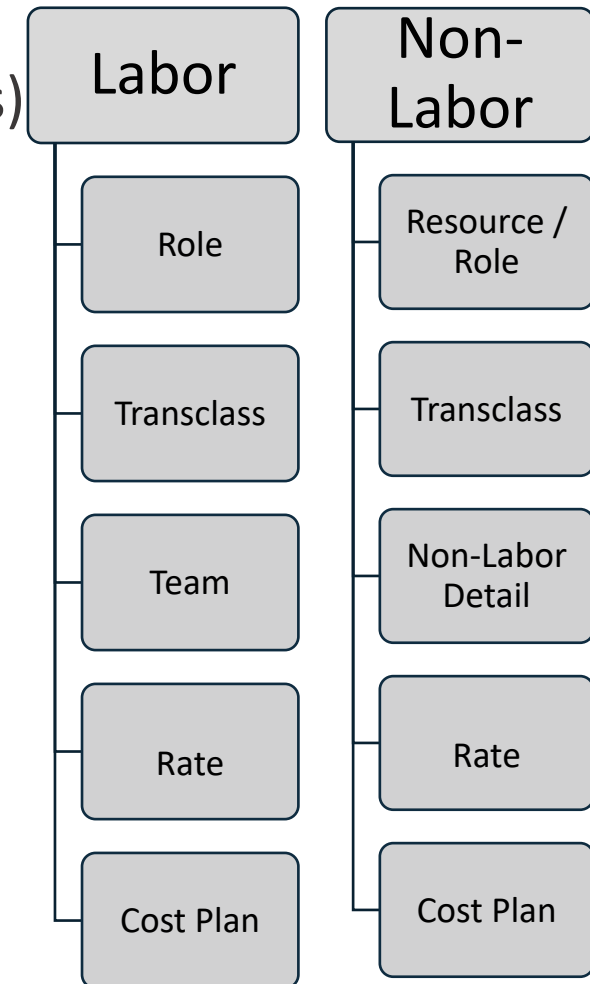 s)
Labor
Role
Transclass
Team
Rate
Cost Plan
Non-
Labor
Resource /
Role
Transclass
Non-Labor
Detail
Rate
Cost Plan